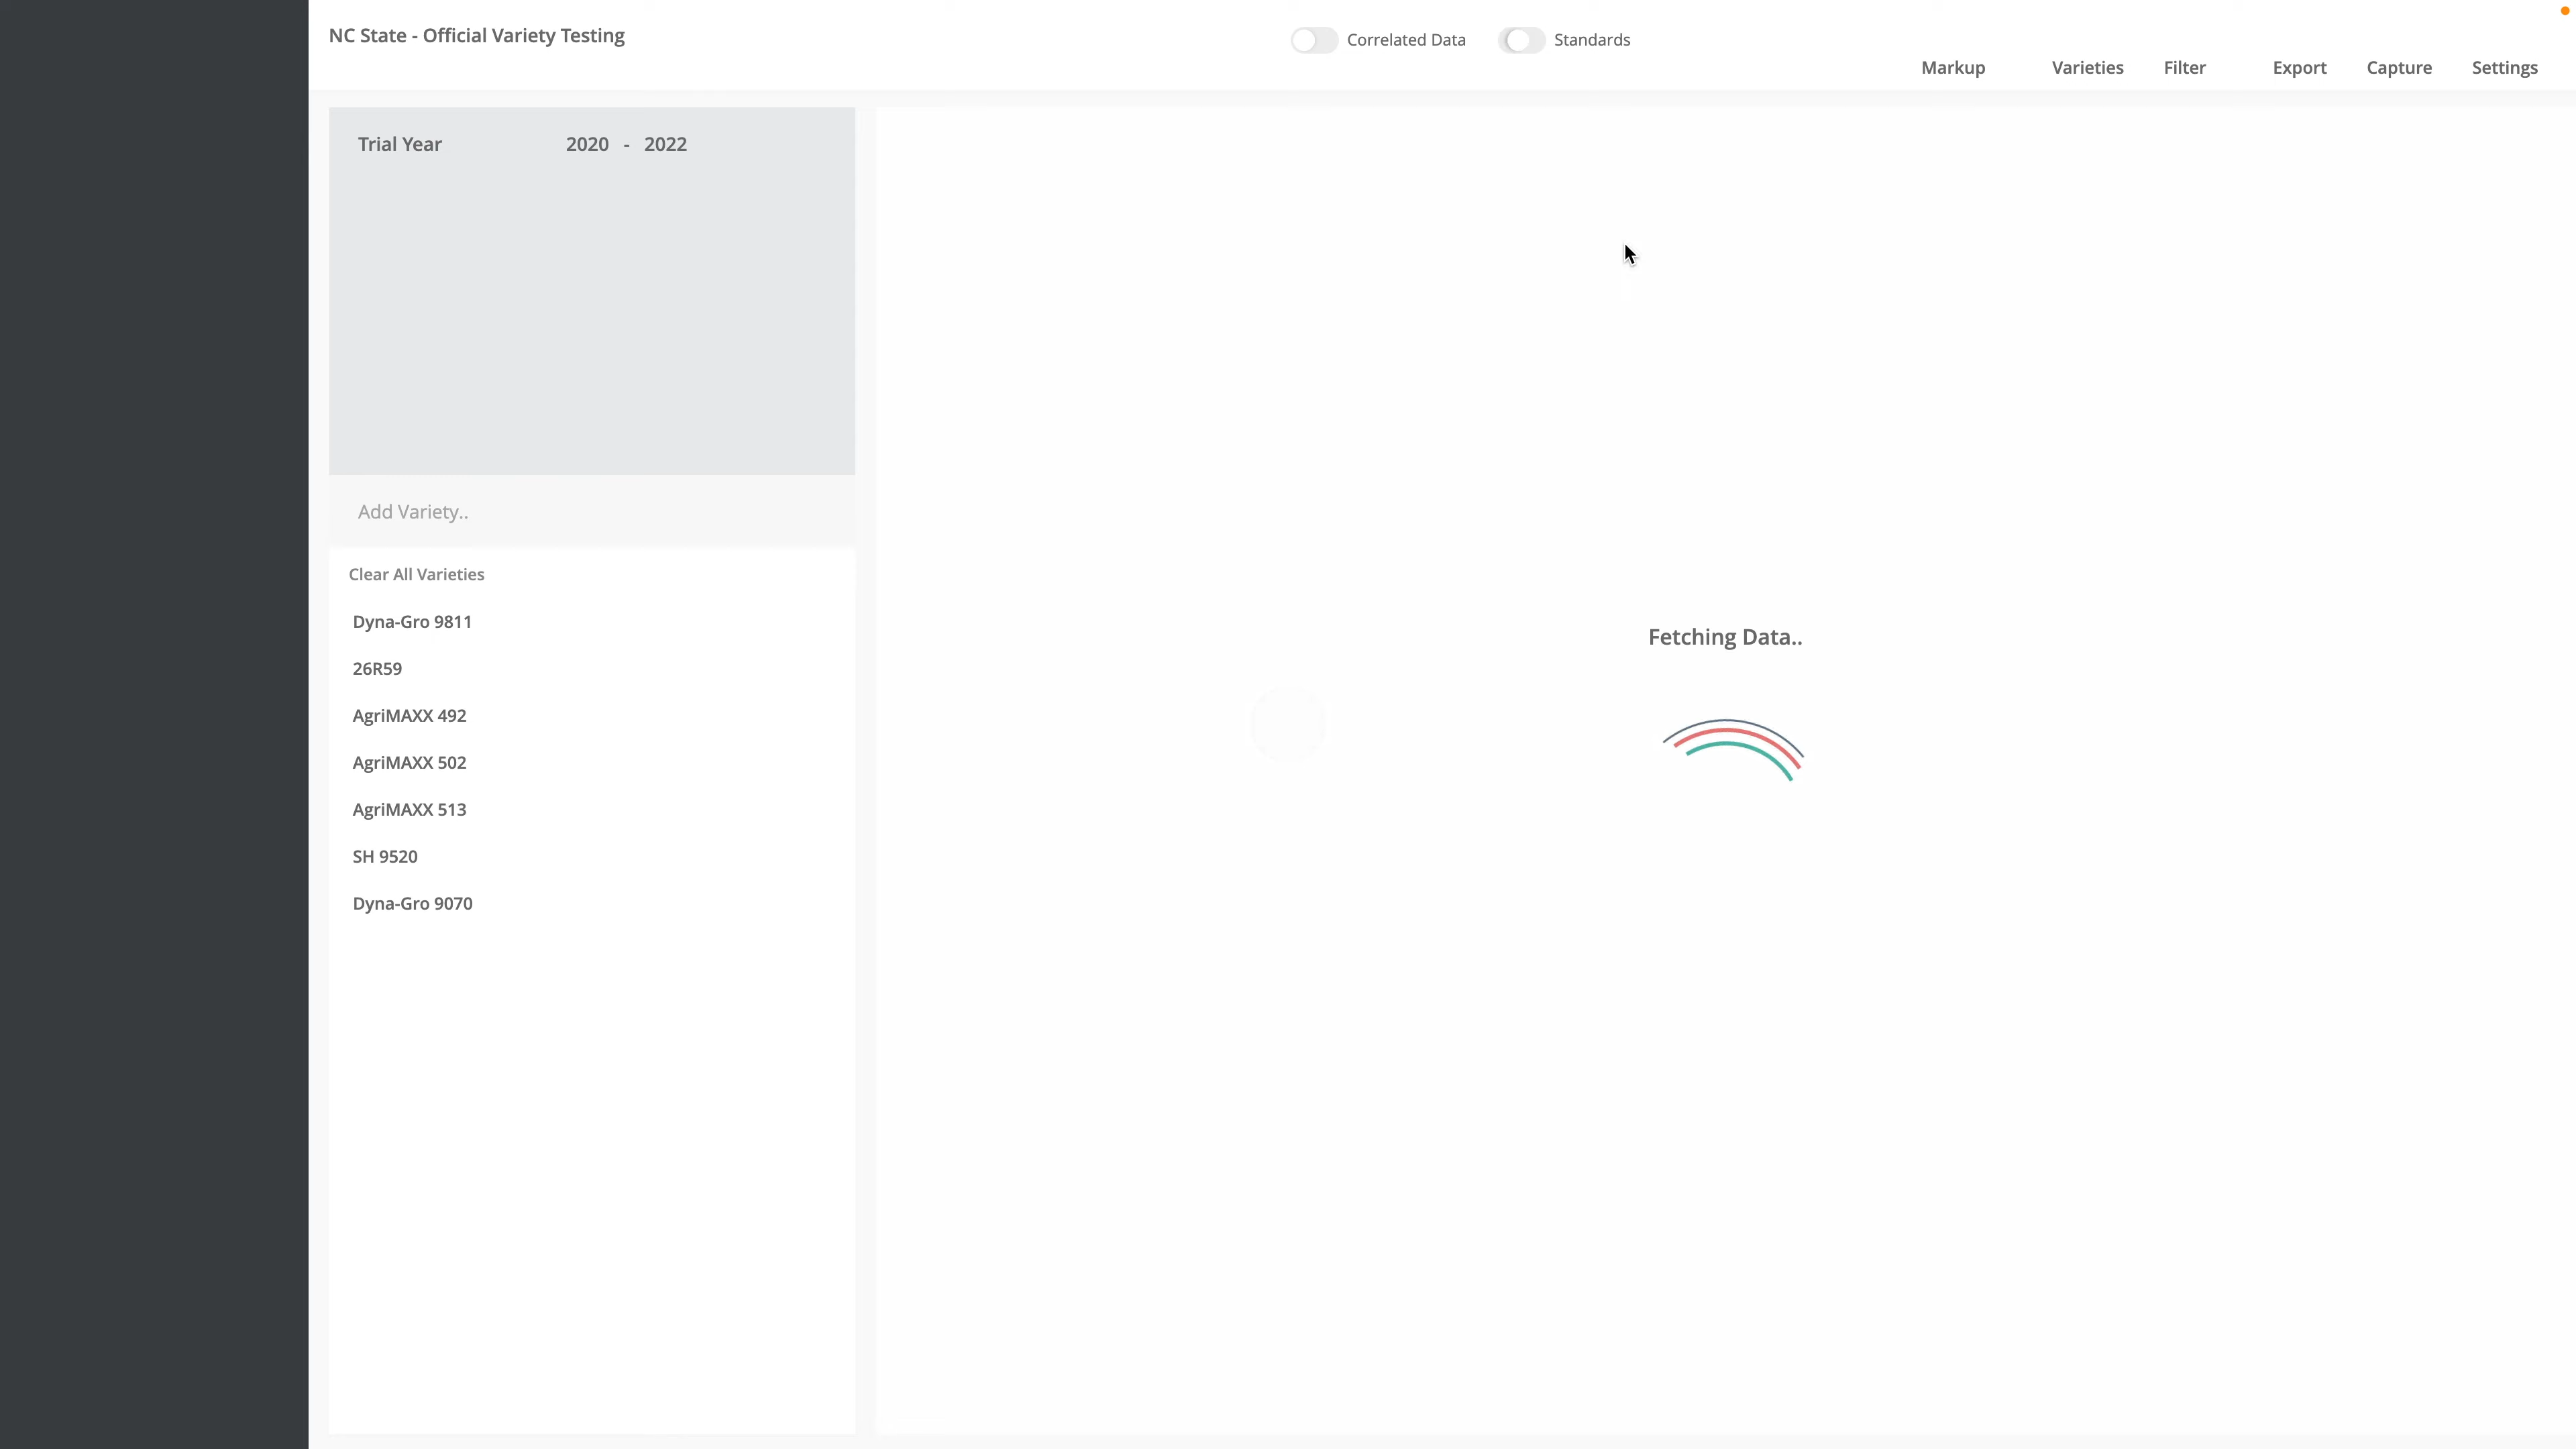 NC State - Official Variety Testing
Correlated Data
Standards
Markup
Varieties
Filter
Export
Capture
Settings
Trial Year
2020 - 2022
Add Variety..
Clear All Varieties
Dyna-Gro 9811
26R59
AgriMAXX 492
AgriMAXX 502
AgriMAXX 513
SH 9520
Dyna-Gro 9070
Fetching Data..